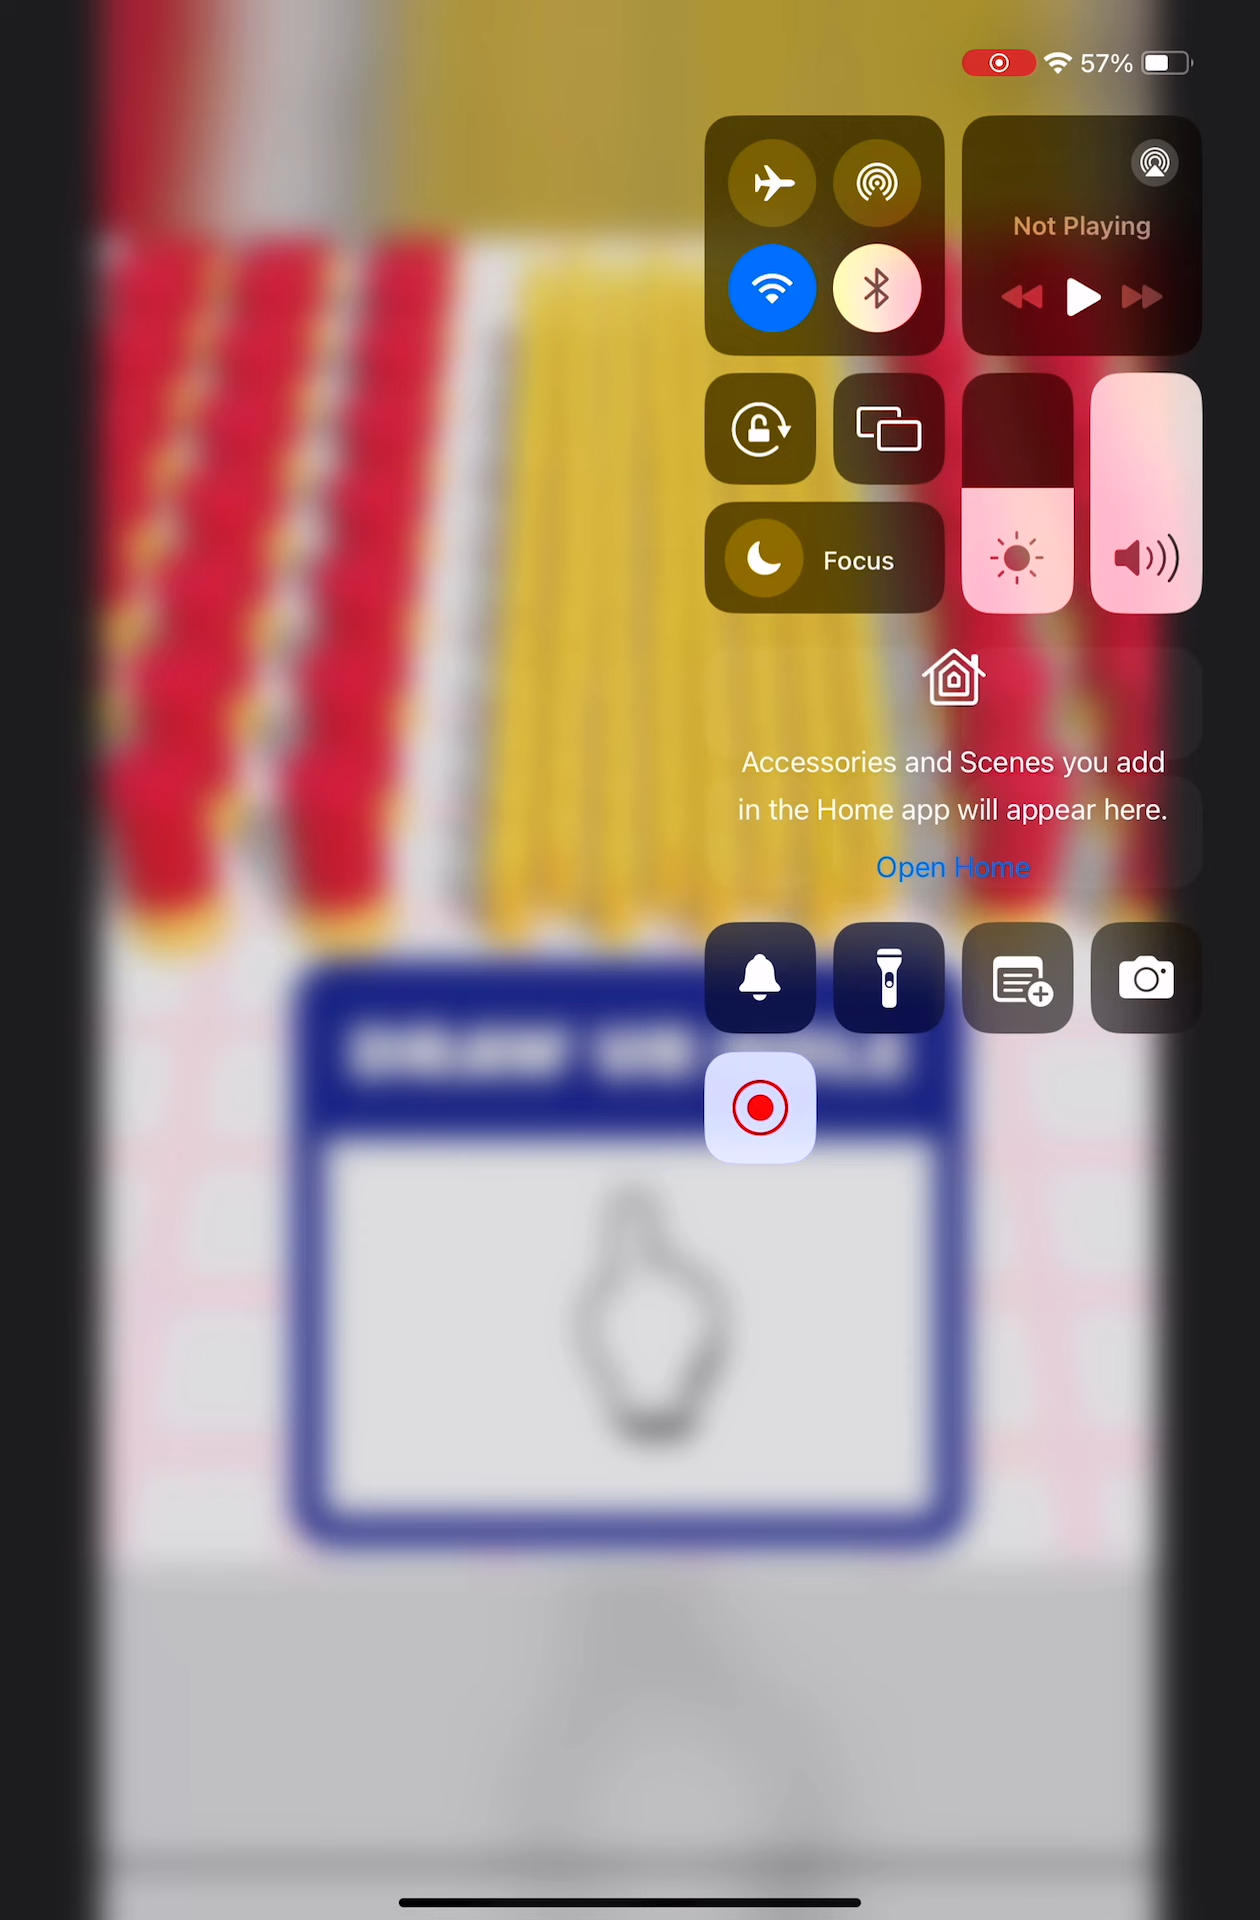 57%
Not Playing
Focus
Accessories and Scenes you add
in the Home app will appear here.
Open Home